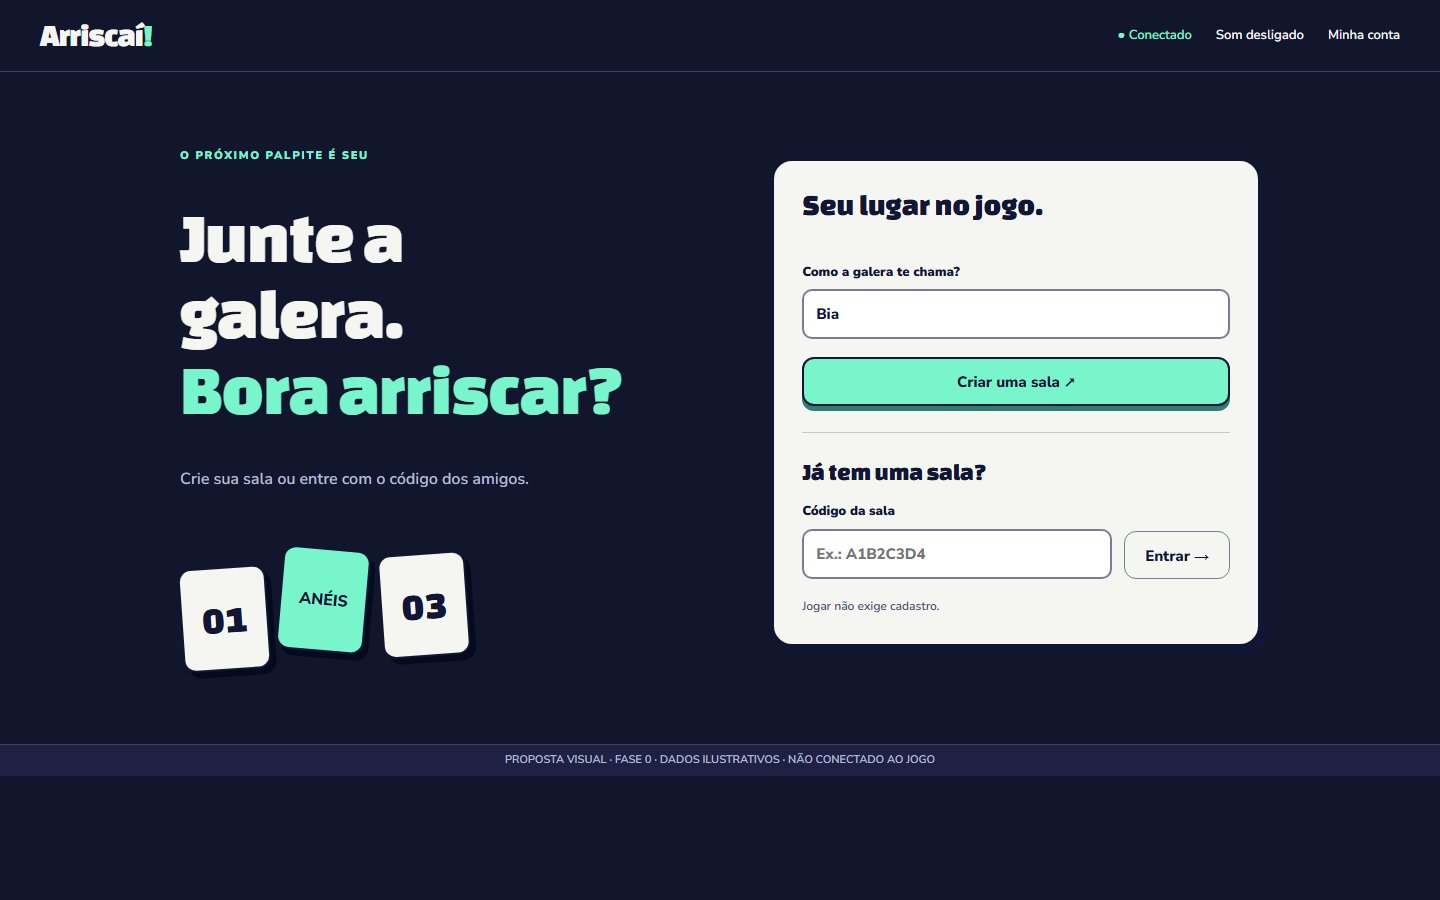 Arriscaí!
• Conectado
Som desligado
Minha conta
O PRÓXIMO PALPITE É SEU
Junte a
galera.
Bora arriscar?
Crie sua sala ou entre com o código dos amigos.
01
ANÉIS
03
Seu lugar no jogo.
Como a galera te chama?
Bia
Criar uma sala ↗
Já tem uma sala?
Código da sala
Ex.: A1B2C3D4
Entrar →
Jogar não exige cadastro.
PROPOSTA VISUAL · FASE 0 · DADOS ILUSTRATIVOS · NÃO CONECTADO AO JOGO